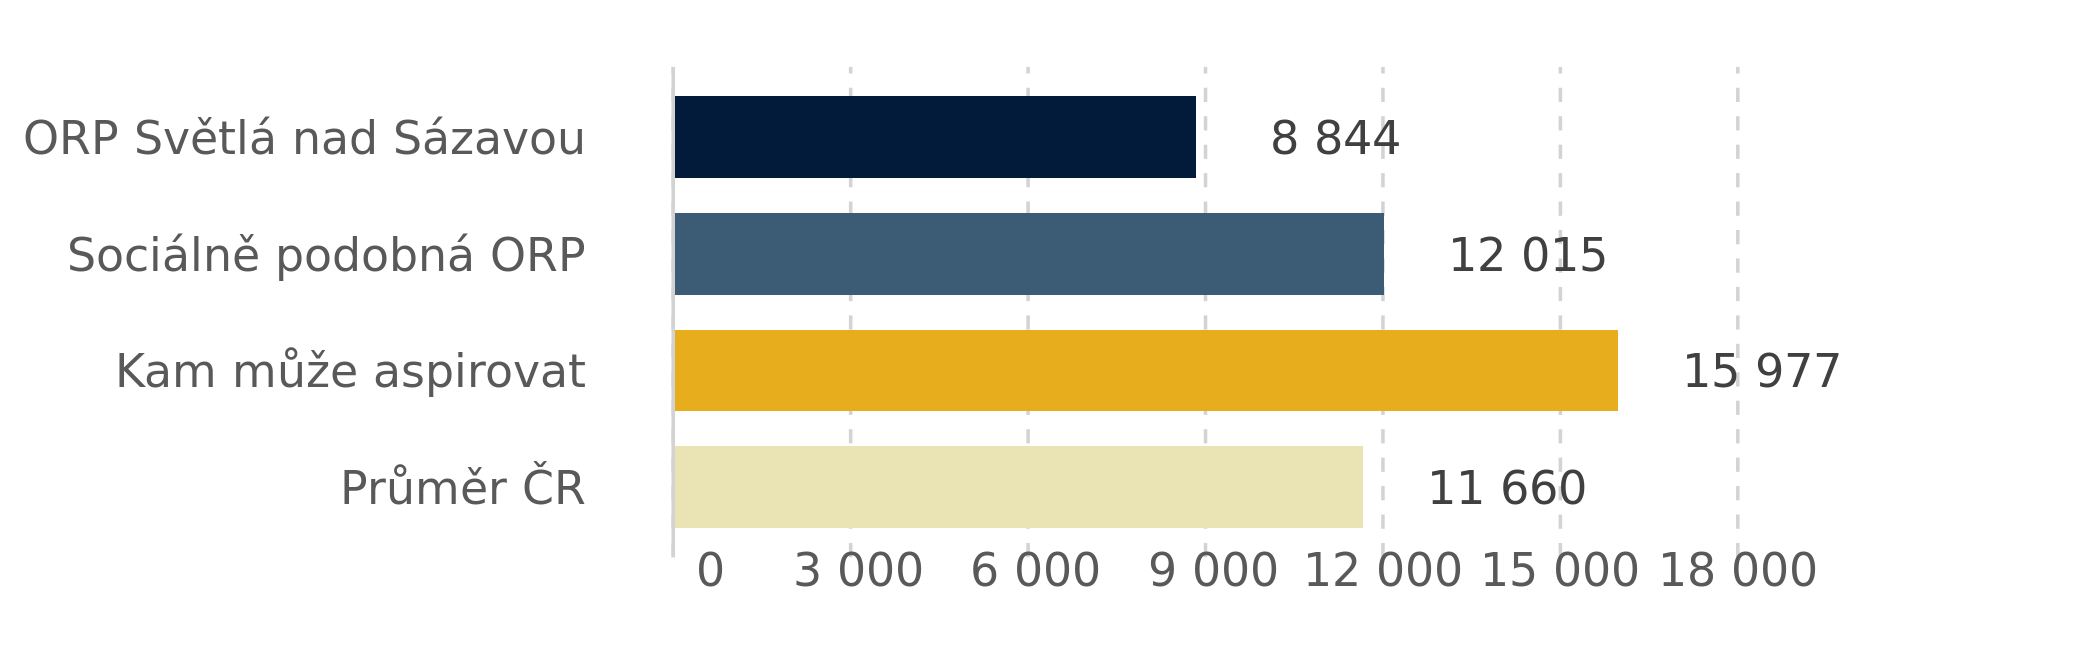 ORP Světlá nad Sázavou 8 844
Sociálně podobná ORP 12 015
Kam může aspirovat 15 977
Průměr ČR 11 660
0 3 000 6 000 9 000 12 000 15 000 18 000